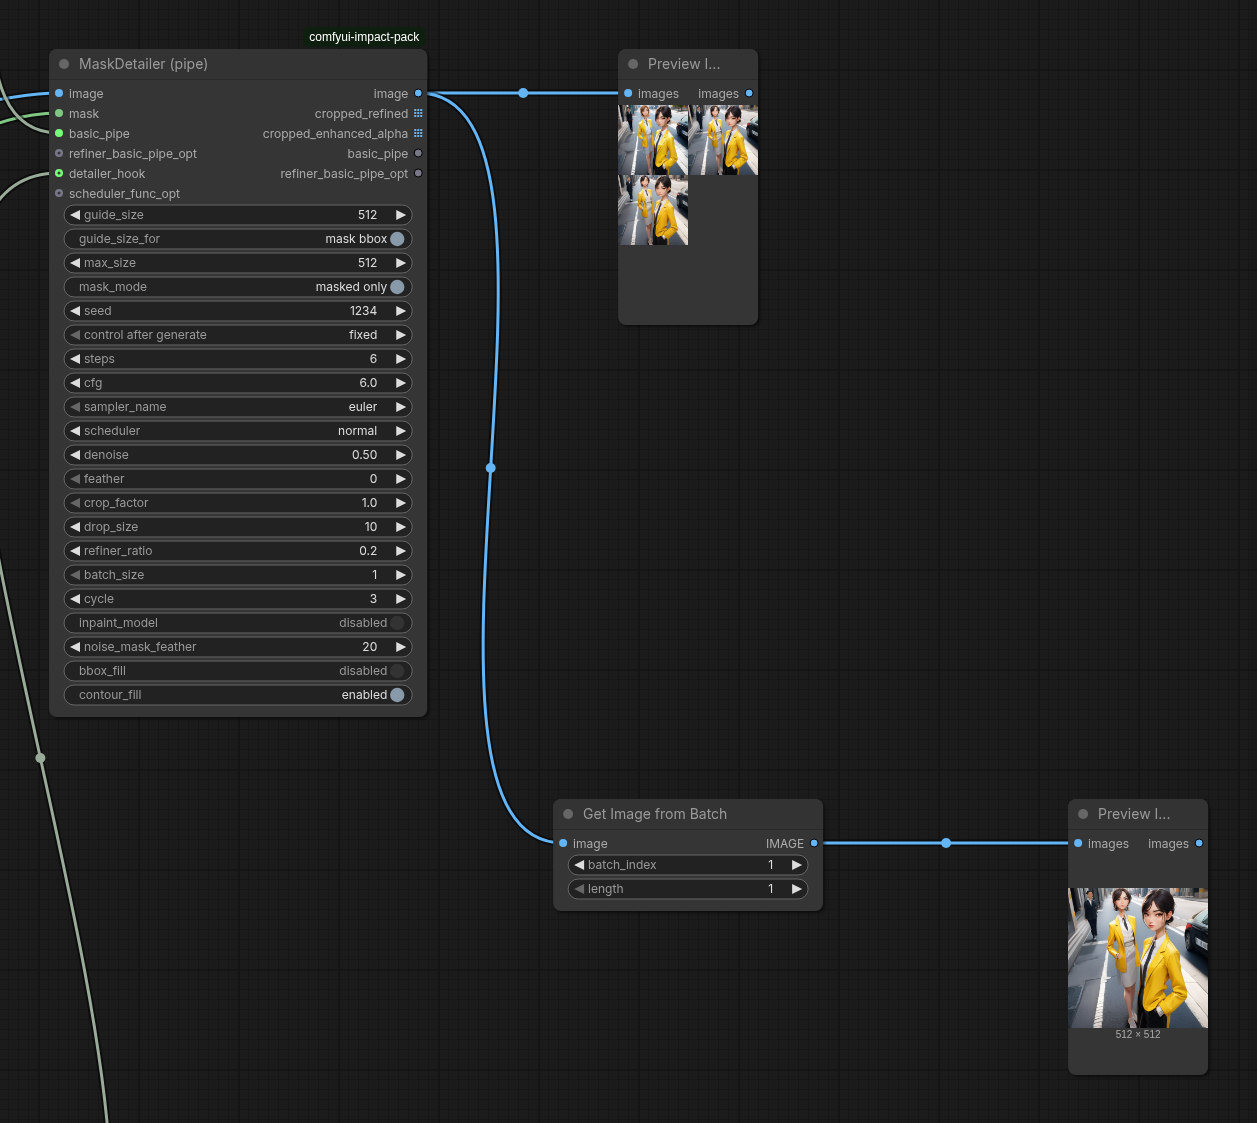 comfyui-impact-pack
MaskDetailer (pipe)
image image
mask cropped_refined
basic_pipe cropped_enhanced_alpha
refiner_basic_pipe_opt basic_pipe
detailer_hook refiner_basic_pipe_opt
scheduler_func_opt
guide_size 512
guide_size_for mask bbox
max_size 512
mask_mode masked only
seed 1234
control after generate fixed
steps 6
cfg 6.0
sampler_name euler
scheduler normal
denoise 0.50
feather 0
crop_factor 1.0
drop_size 10
refiner_ratio 0.2
batch_size 1
cycle 3
inpaint_model disabled
noise_mask_feather 20
bbox_fill disabled
contour_fill enabled
Preview I...
images images
Get Image from Batch
image IMAGE
batch_index 1
length 1
Preview I...
images images
512 × 512